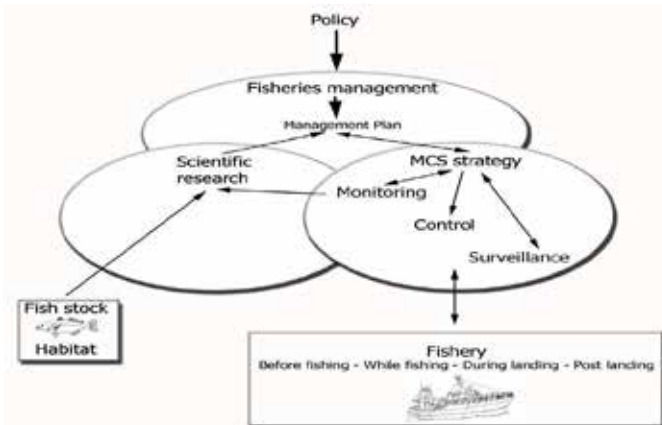 Policy
Fisheries management
Management Plan
Scientific
research
MCS strategy
Monitoring
Control
Surveillance
Fish stock
Habitat
Fishery
Before fishing - While fishing - During landing - Post landing